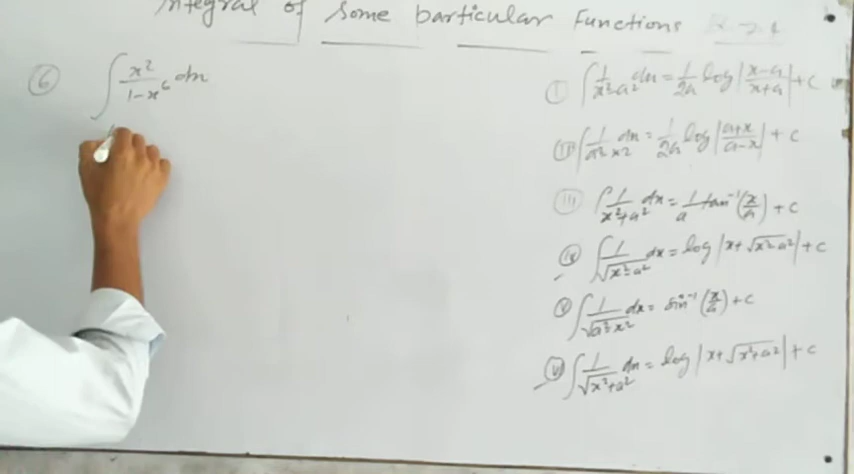 Integral of Some particular Functions
⑥ ∫ x²/(1-x⁶) dx
(i) ∫ 1/(x²-a²) dx = 1/2a log |(x-a)/(x+a)| + c
(ii) ∫ 1/(a²-x²) dx = 1/2a log |(a+x)/(a-x)| + c
(iii) ∫ 1/(x²+a²) dx = 1/a tan⁻¹(x/a) + c
(iv) ∫ 1/√(x²-a²) dx = log |x+√(x²-a²)| + c
(v) ∫ 1/√(a²-x²) dx = sin⁻¹(x/a) + c
(vi) ∫ 1/√(x²+a²) dx = log |x+√(x²+a²)| + c